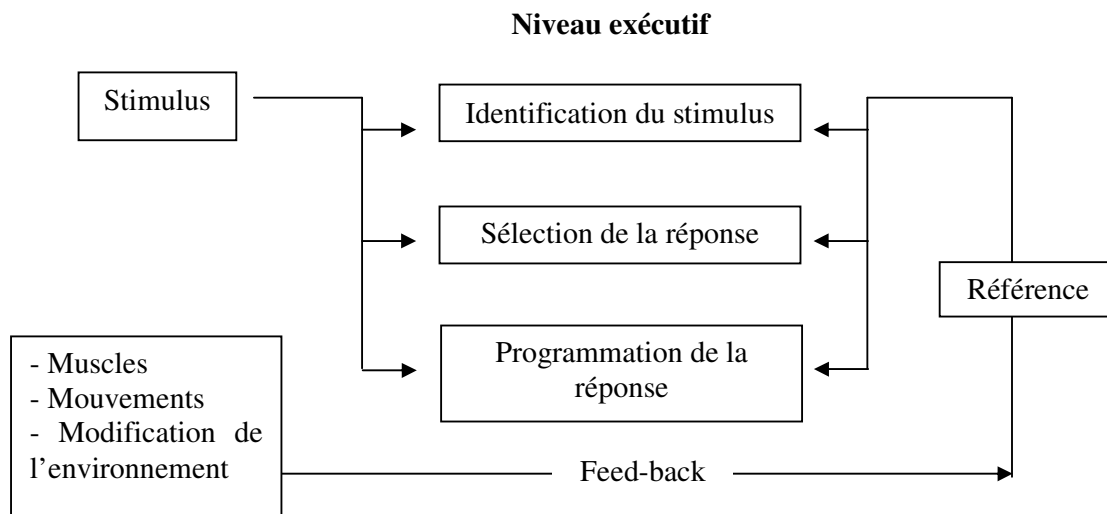 Niveau exécutif
Stimulus
Identification du stimulus
Sélection de la réponse
Référence
Programmation de la
réponse
- Muscles
- Mouvements
- Modification de
l’environnement
Feed-back